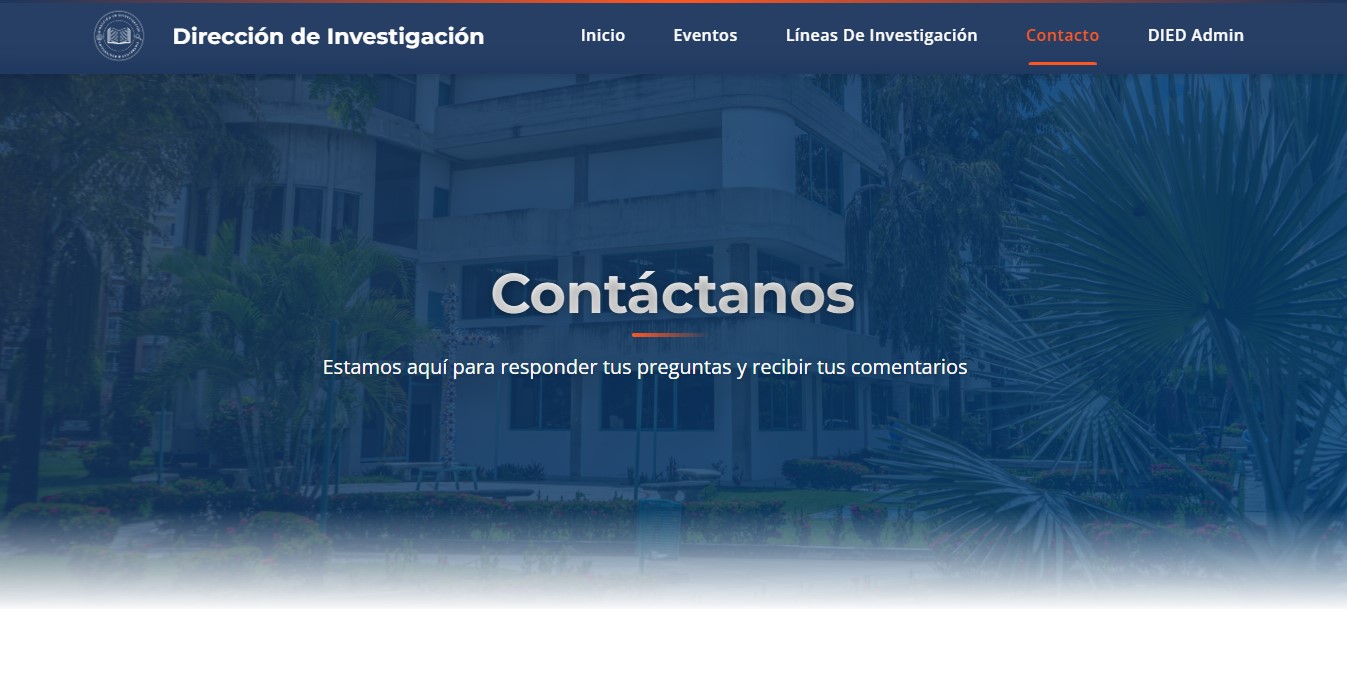 Dirección de Investigación
Inicio
Eventos
Líneas De Investigación
Contacto
DIED Admin
Contáctanos
Estamos aquí para responder tus preguntas y recibir tus comentarios